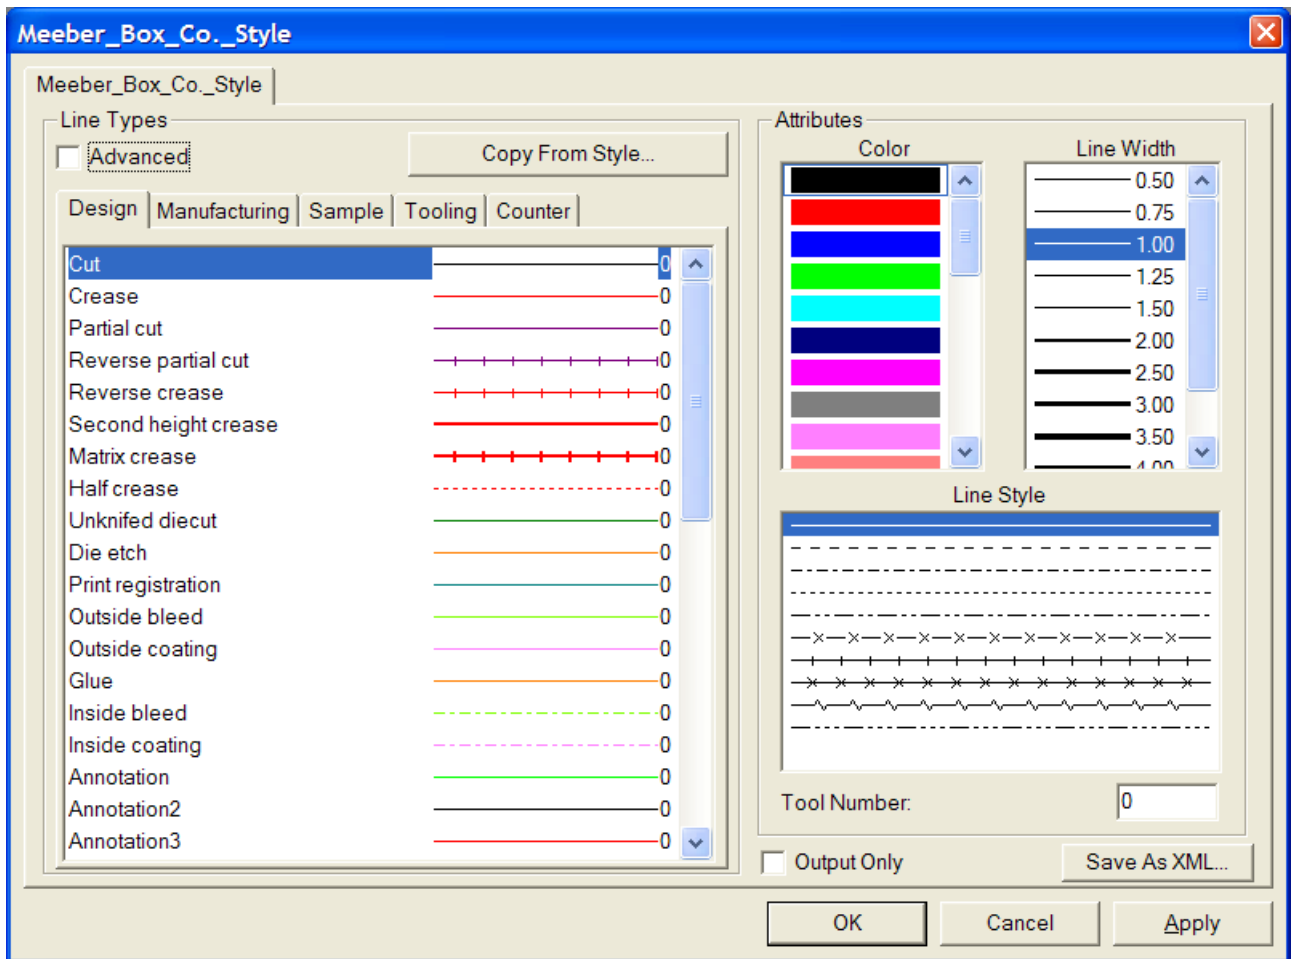 Meeber_Box_Co._Style
Meeber_Box_Co._Style
Line Types
Advanced
Copy From Style...
Design Manufacturing Sample Tooling Counter
Cut 0
Crease 0
Partial cut 0
Reverse partial cut 0
Reverse crease 0
Second height crease 0
Matrix crease 0
Half crease 0
Unknifed diecut 0
Die etch 0
Print registration 0
Outside bleed 0
Outside coating 0
Glue 0
Inside bleed 0
Inside coating 0
Annotation 0
Annotation2 0
Annotation3 0
Attributes
Color
Line Width
0.50
0.75
1.00
1.25
1.50
2.00
2.50
3.00
3.50
4.00
Line Style
Tool Number: 0
Output Only
Save As XML...
OK Cancel Apply